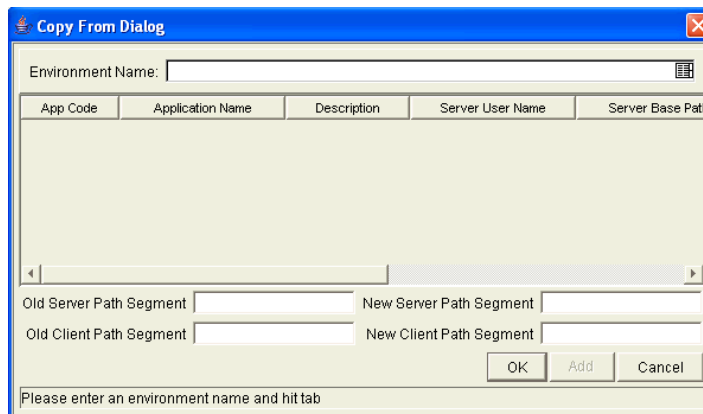 Copy From Dialog
Environment Name:
App Code Application Name Description Server User Name Server Base Pat
Old Server Path Segment New Server Path Segment
Old Client Path Segment New Client Path Segment
OK Add Cancel
Please enter an environment name and hit tab